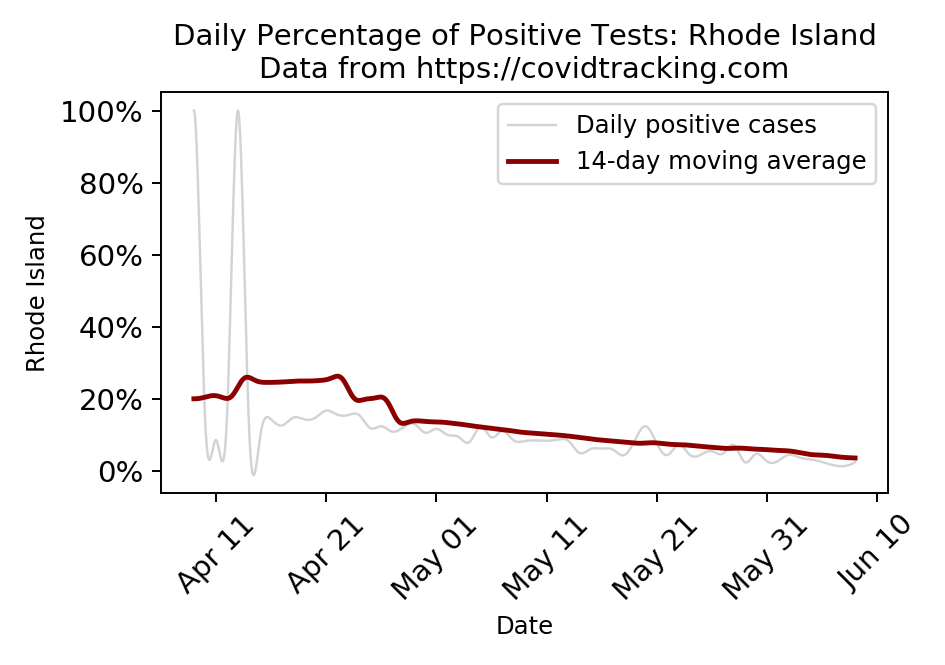 Daily Percentage of Positive Tests: Rhode Island
Data from https://covidtracking.com
Daily positive cases
14-day moving average
100%
80%
60%
40%
20%
0%
Rhode Island
Apr 11
Apr 21
May 01
May 11
May 21
May 31
Jun 10
Date